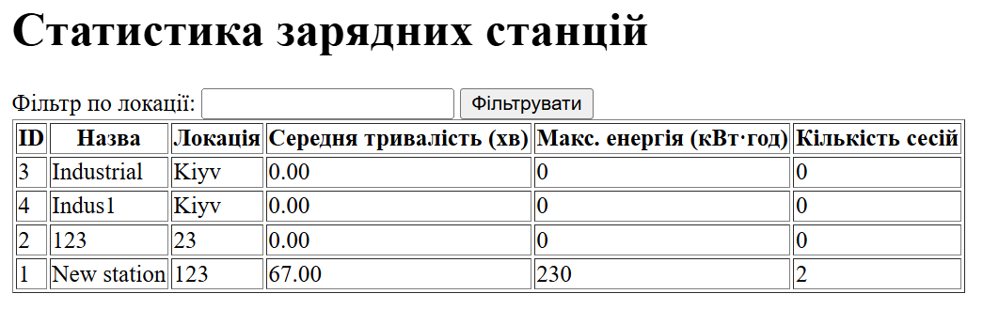 Статистика зарядних станцій
Фільтр по локації: Фільтрувати
ID Назва Локація Середня тривалість (хв) Макс. енергія (кВт·год) Кількість сесій
3 Industrial Kiyv 0.00 0 0
4 Indus1 Kiyv 0.00 0 0
2 123 23 0.00 0 0
1 New station 123 67.00 230 2